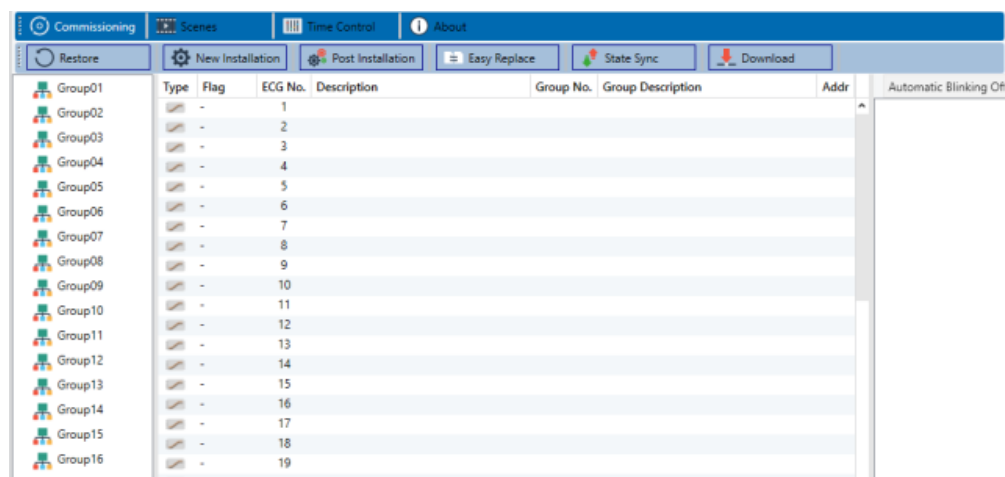 Commissioning Scenes Time Control About
Restore New Installation Post Installation Easy Replace State Sync Download
Group01
Group02
Group03
Group04
Group05
Group06
Group07
Group08
Group09
Group10
Group11
Group12
Group13
Group14
Group15
Group16
Type Flag ECG No. Description Group No. Group Description Addr
- 1
- 2
- 3
- 4
- 5
- 6
- 7
- 8
- 9
- 10
- 11
- 12
- 13
- 14
- 15
- 16
- 17
- 18
- 19
Automatic Blinking Of